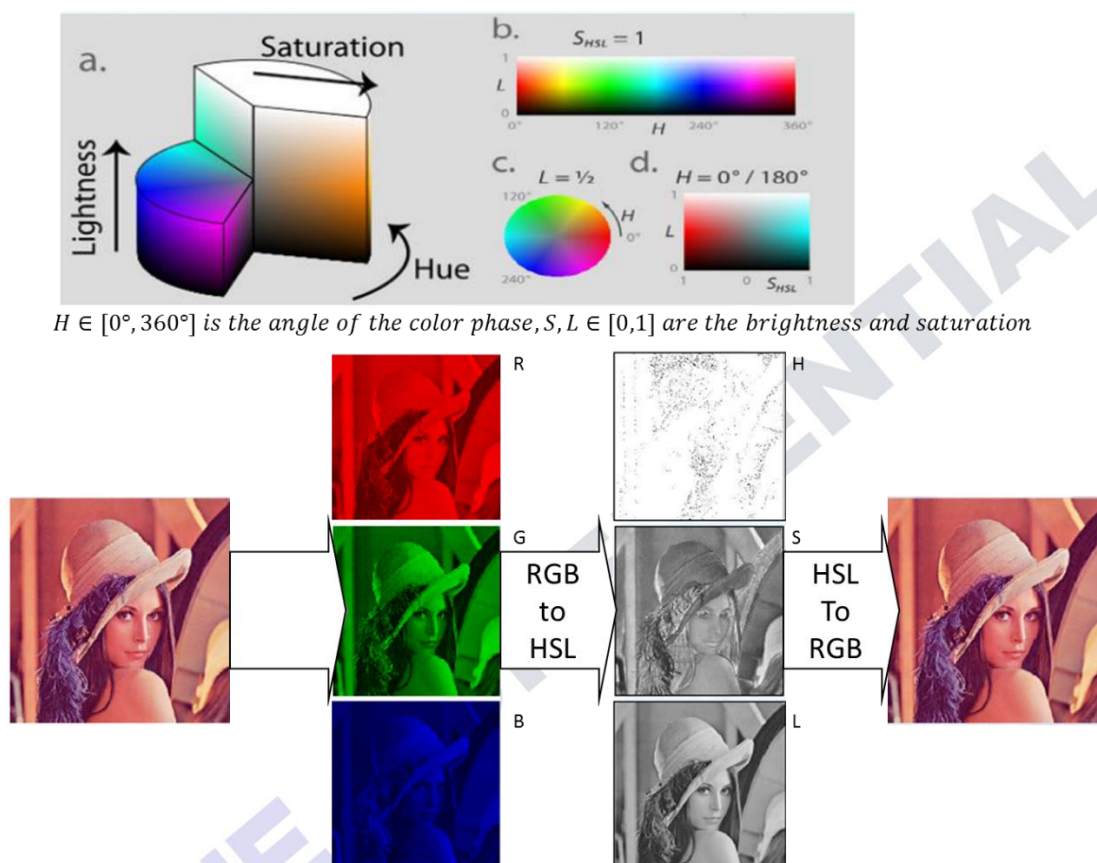 a.
Saturation
Lightness
Hue
b.
S_HSL = 1
1
L
0
0°
120°
240°
360°
H
c.
L = ½
120°
H
0°
240°
d.
H = 0° / 180°
1
L
0
1
0
1
S_HSL
H ∈ [0°, 360°] is the angle of the color phase, S, L ∈ [0,1] are the brightness and saturation
R
H
G
S
RGB
to
HSL
HSL
To
RGB
B
L
ENTIAL